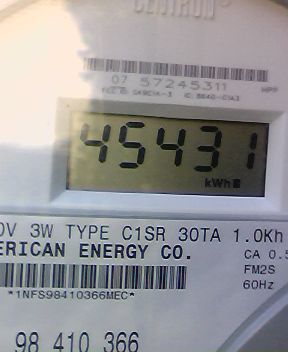 CENTRON®
07 57245311 HPP
45431
kWh
0V 3W TYPE C1SR 30TA 1.0Kh
ERICAN ENERGY CO. CA 0.5
FM2S
*1NFS98410366MEC* 60Hz
98 410 366